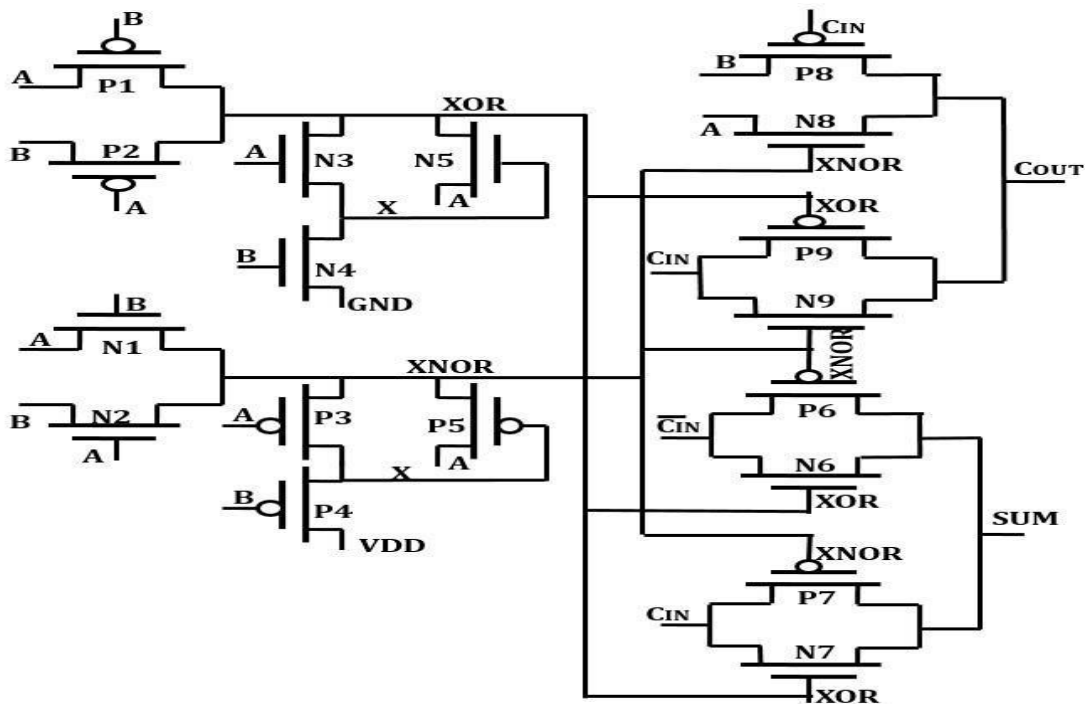 B
A
P1
B
P2
A
XOR
A
N3
N5
A
X
B
N4
GND
B
A
N1
B
N2
A
XNOR
A
P3
P5
A
X
B
P4
VDD
CIN
B
P8
A
N8
XNOR
COUT
XOR
CIN
P9
N9
XNOR
CIN
P6
N6
XOR
SUM
XNOR
CIN
P7
N7
XOR